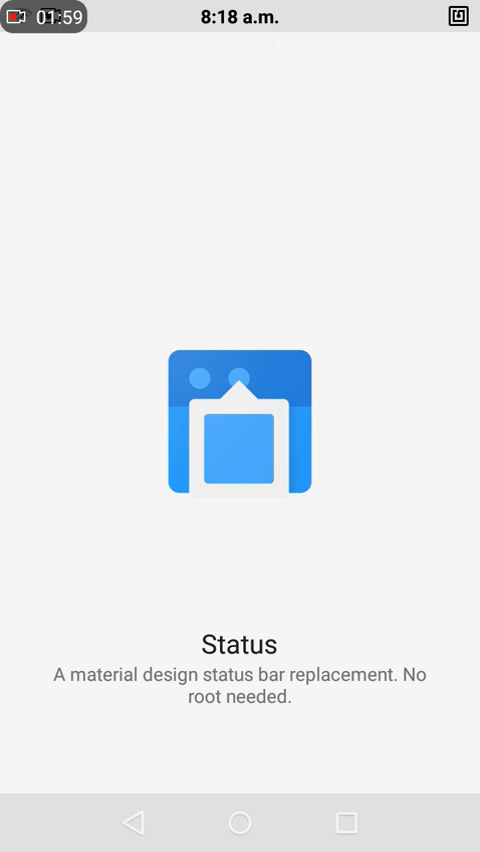 01:59
8:18 a.m.
Status
A material design status bar replacement. No
root needed.